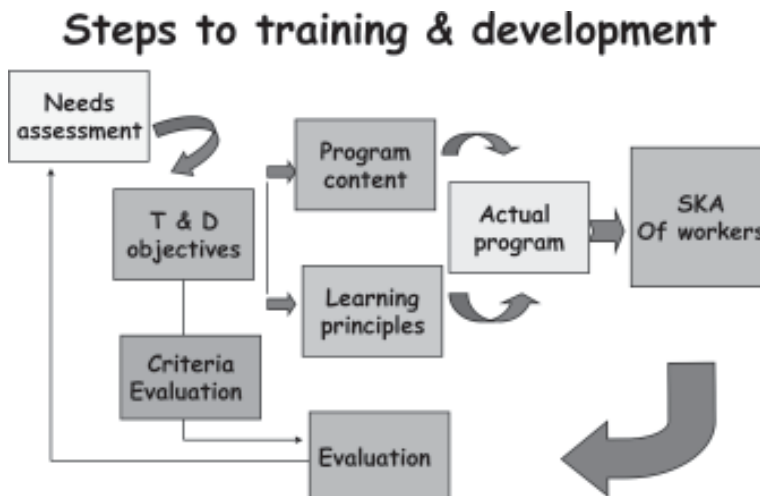 Steps to training & development
Needs
assessment
Program
content
T & D
objectives
Actual
program
SKA
Of workers
Learning
principles
Criteria
Evaluation
Evaluation